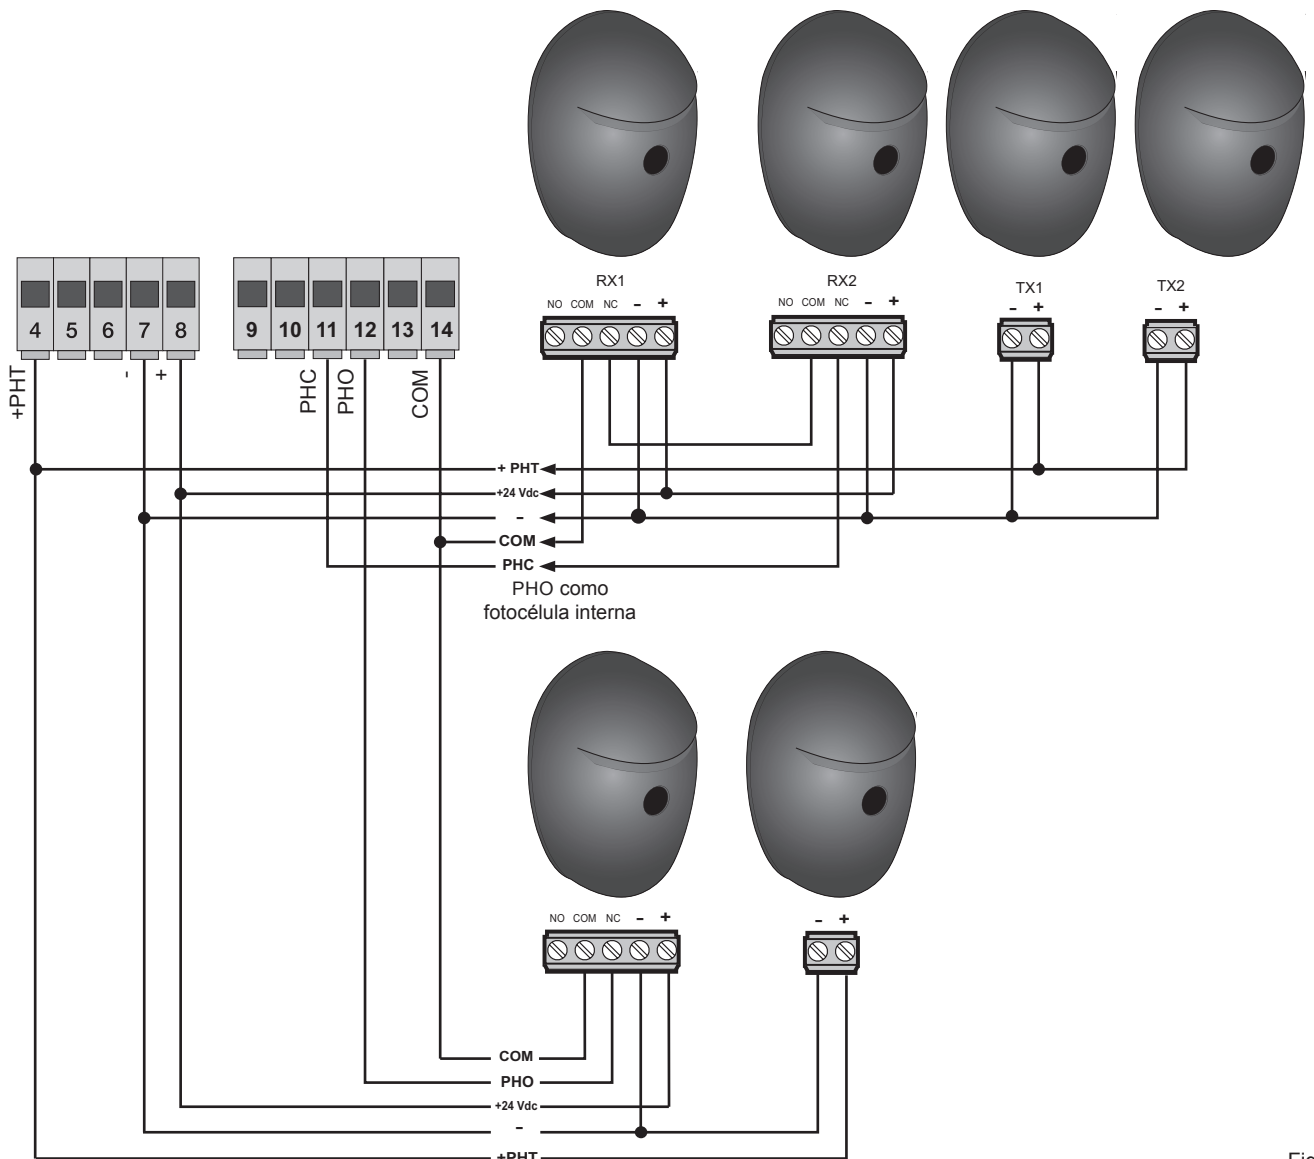 RX1
RX2
TX1
TX2
NO COM NC - +
NO COM NC - +
- +
- +
4 5 6 7 8
9 10 11 12 13 14
+PHT
- +
PHC
PHO
COM
+ PHT
+24 Vdc
-
COM
PHC
PHO como
fotocélula interna
NO COM NC - +
- +
COM
PHO
+24 Vdc
-
+PHT